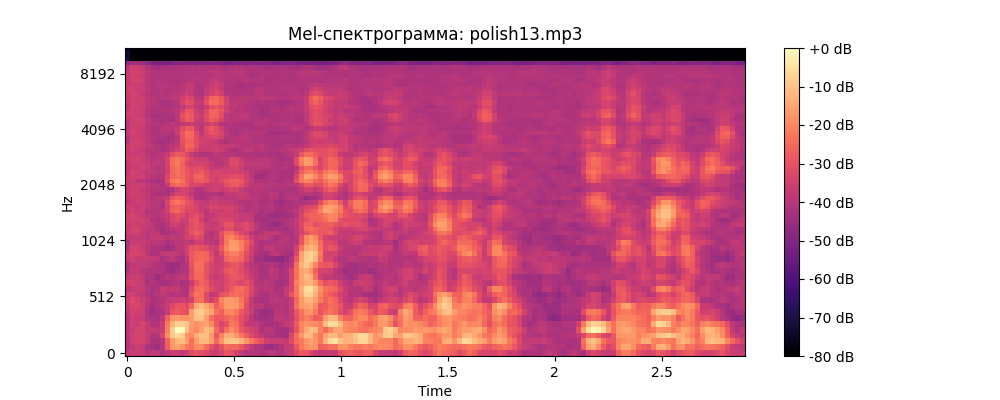 Mel-спектрограмма: polish13.mp3
Hz
8192
4096
2048
1024
512
0
0
0.5
1
1.5
2
2.5
Time
+0 dB
-10 dB
-20 dB
-30 dB
-40 dB
-50 dB
-60 dB
-70 dB
-80 dB